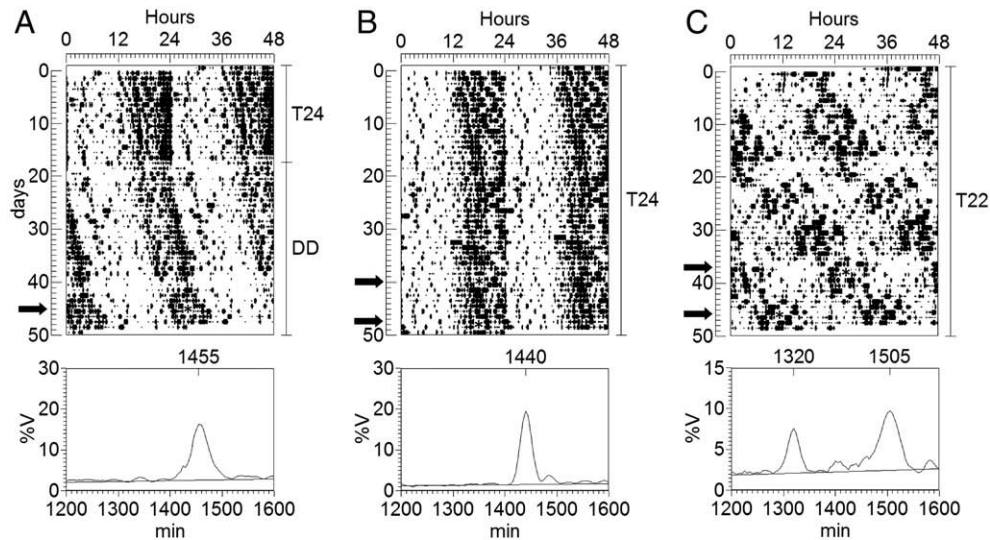 A B C
Hours Hours Hours
0 12 24 36 48 0 12 24 36 48 0 12 24 36 48
0 0 0
T24
10 10 10
20 20 20
days T24 T22
30 DD 30 30
40 40 40
50 50 50
1455 1440 1320 1505
30 30 15
20 20 10
%V %V %V
10 10 5
0 0 0
1200 1300 1400 1500 1600 1200 1300 1400 1500 1600 1200 1300 1400 1500 1600
min min min